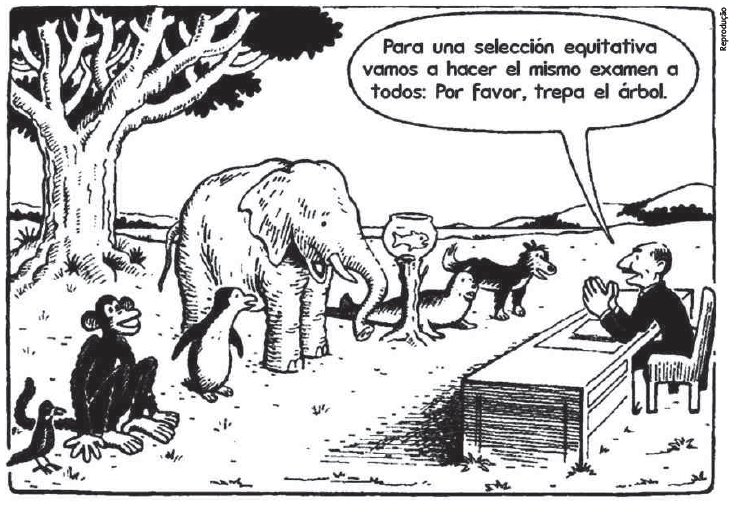 Para una selección equitativa
vamos a hacer el mismo examen a
todos: Por favor, trepa el árbol.
Reprodução